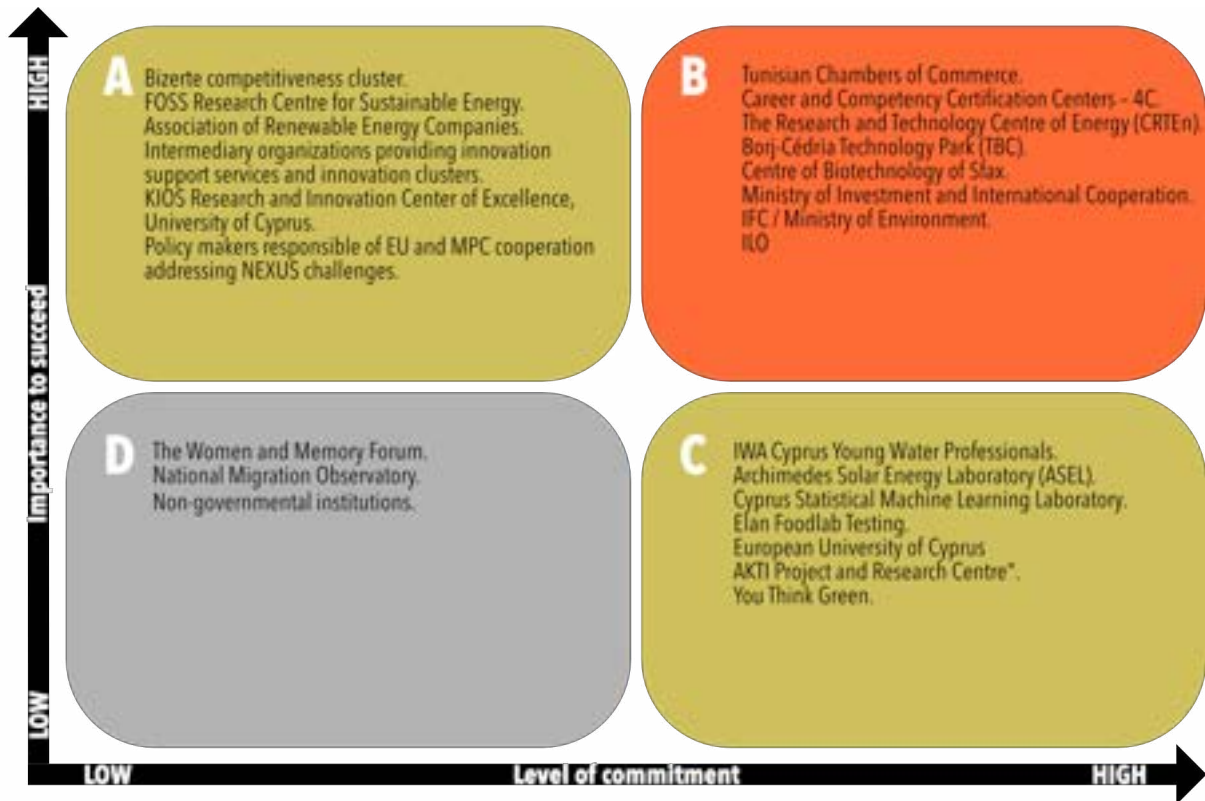 HIGH
Importance to succeed
LOW
A
Bizerte competitiveness cluster.
FOSS Research Centre for Sustainable Energy.
Association of Renewable Energy Companies.
Intermediary organizations providing innovation
support services and innovation clusters.
KIOS Research and Innovation Center of Excellence,
University of Cyprus.
Policy makers responsible of EU and MPC cooperation
addressing NEXUS challenges.
B
Tunisian Chambers of Commerce.
Career and Competency Certification Centers - 4C.
The Research and Technology Centre of Energy (CRTEn).
Borj-Cédria Technology Park (TBC).
Centre of Biotechnology of Sfax.
Ministry of Investment and International Cooperation.
IFC / Ministry of Environment.
ILO
D
The Women and Memory Forum.
National Migration Observatory.
Non-governmental institutions.
C
IWA Cyprus Young Water Professionals.
Archimedes Solar Energy Laboratory (ASEL).
Cyprus Statistical Machine Learning Laboratory.
Elan Foodlab Testing.
European University of Cyprus
AKTI Project and Research Centre".
You Think Green.
LOW
Level of commitment
HIGH